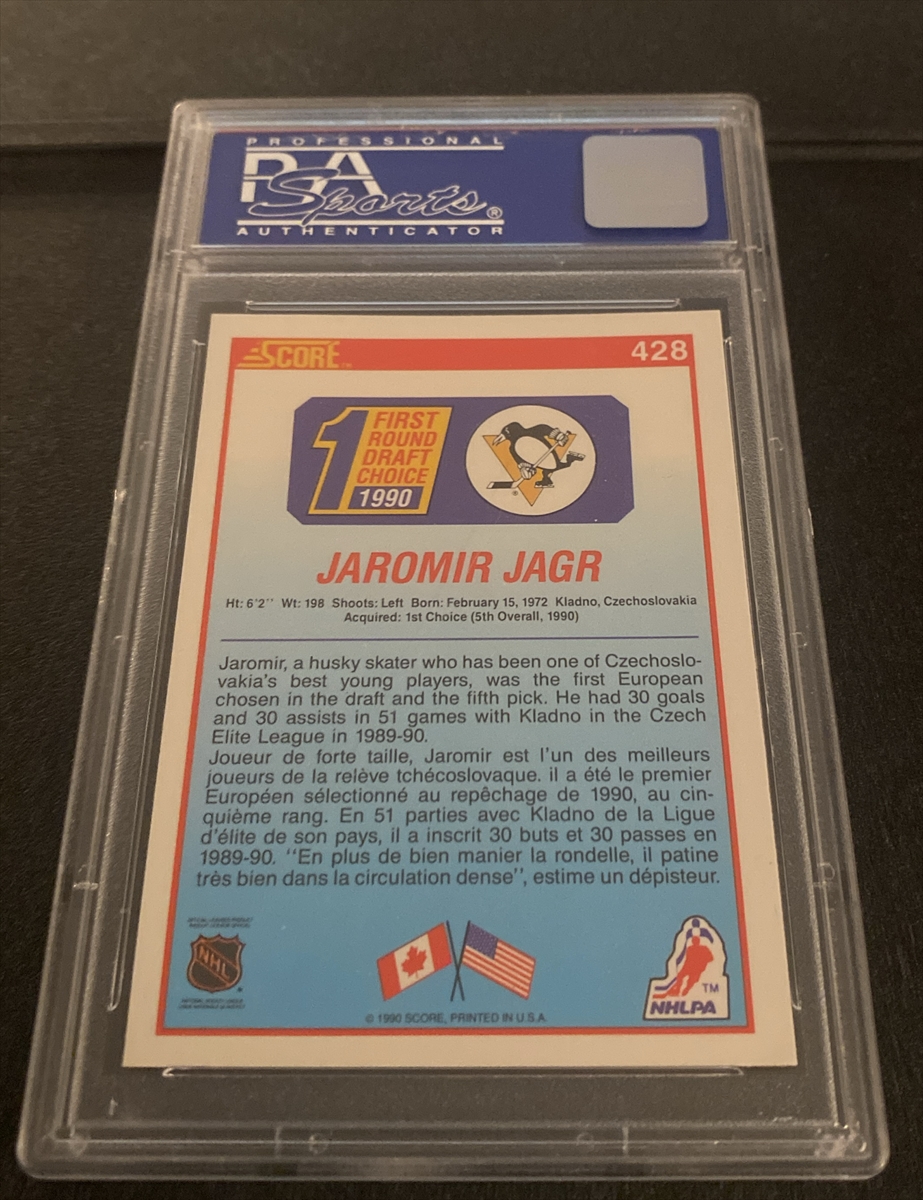 PROFESSIONAL
PSA
Sports®
AUTHENTICATOR
SCORE™ 428
1 FIRST
ROUND
DRAFT
CHOICE
1990
JAROMIR JAGR
Ht: 6'2'' Wt: 198 Shoots: Left Born: February 15, 1972 Kladno, Czechoslovakia
Acquired: 1st Choice (5th Overall, 1990)
Jaromir, a husky skater who has been one of Czechoslo-
vakia's best young players, was the first European
chosen in the draft and the fifth pick. He had 30 goals
and 30 assists in 51 games with Kladno in the Czech
Elite League in 1989-90.
Joueur de forte taille, Jaromir est l'un des meilleurs
joueurs de la relève tchécoslovaque. il a été le premier
Européen sélectionné au repêchage de 1990, au cin-
quième rang. En 51 parties avec Kladno de la Ligue
d'élite de son pays, il a inscrit 30 buts et 30 passes en
1989-90. ''En plus de bien manier la rondelle, il patine
très bien dans la circulation dense'', estime un dépisteur.
NHL
TM
NHLPA
© 1990 SCORE, PRINTED IN U.S.A.